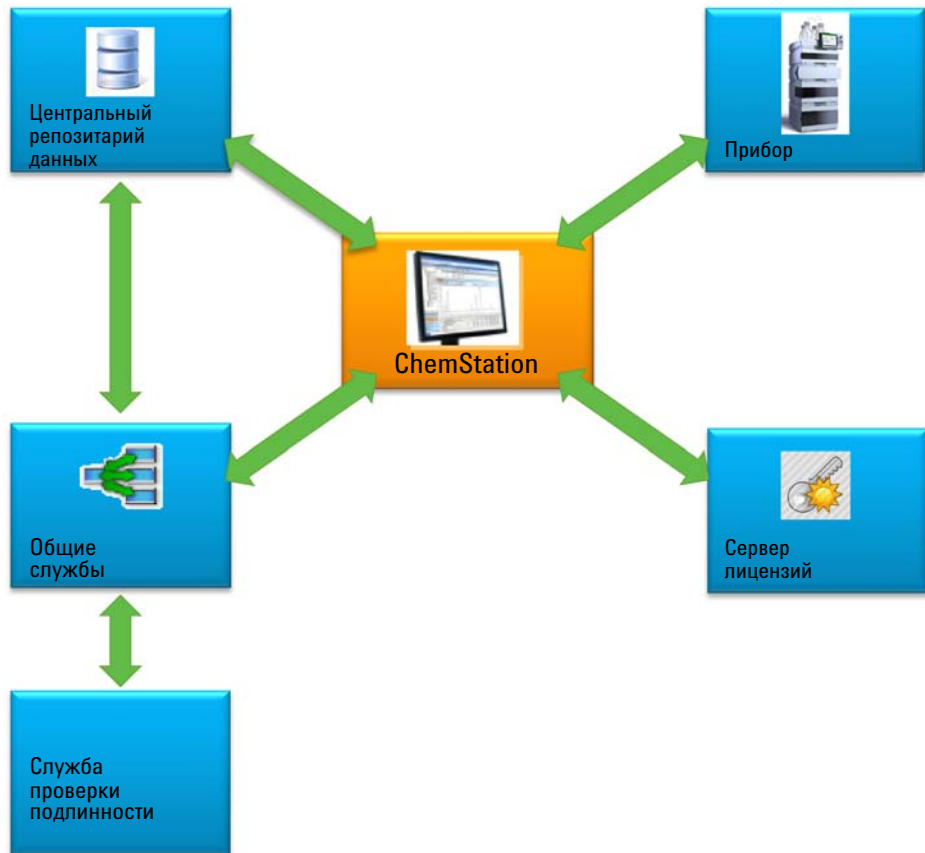 Центральный
репозитарий
данных
Прибор
ChemStation
Общие
службы
Сервер
лицензий
Служба
проверки
подлинности